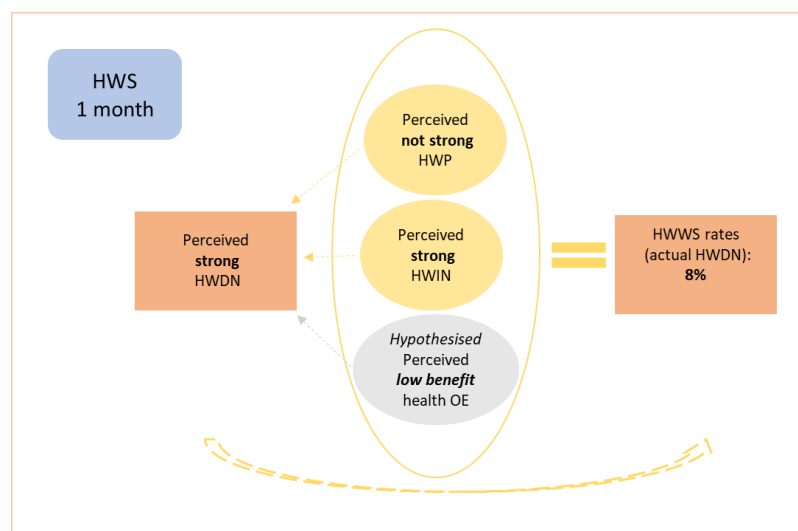 HWS
1 month
Perceived
not strong
HWP
Perceived
strong
HWDN
Perceived
strong
HWIN
HWWS rates
(actual HWDN):
8%
Hypothesised
Perceived
low benefit
health OE